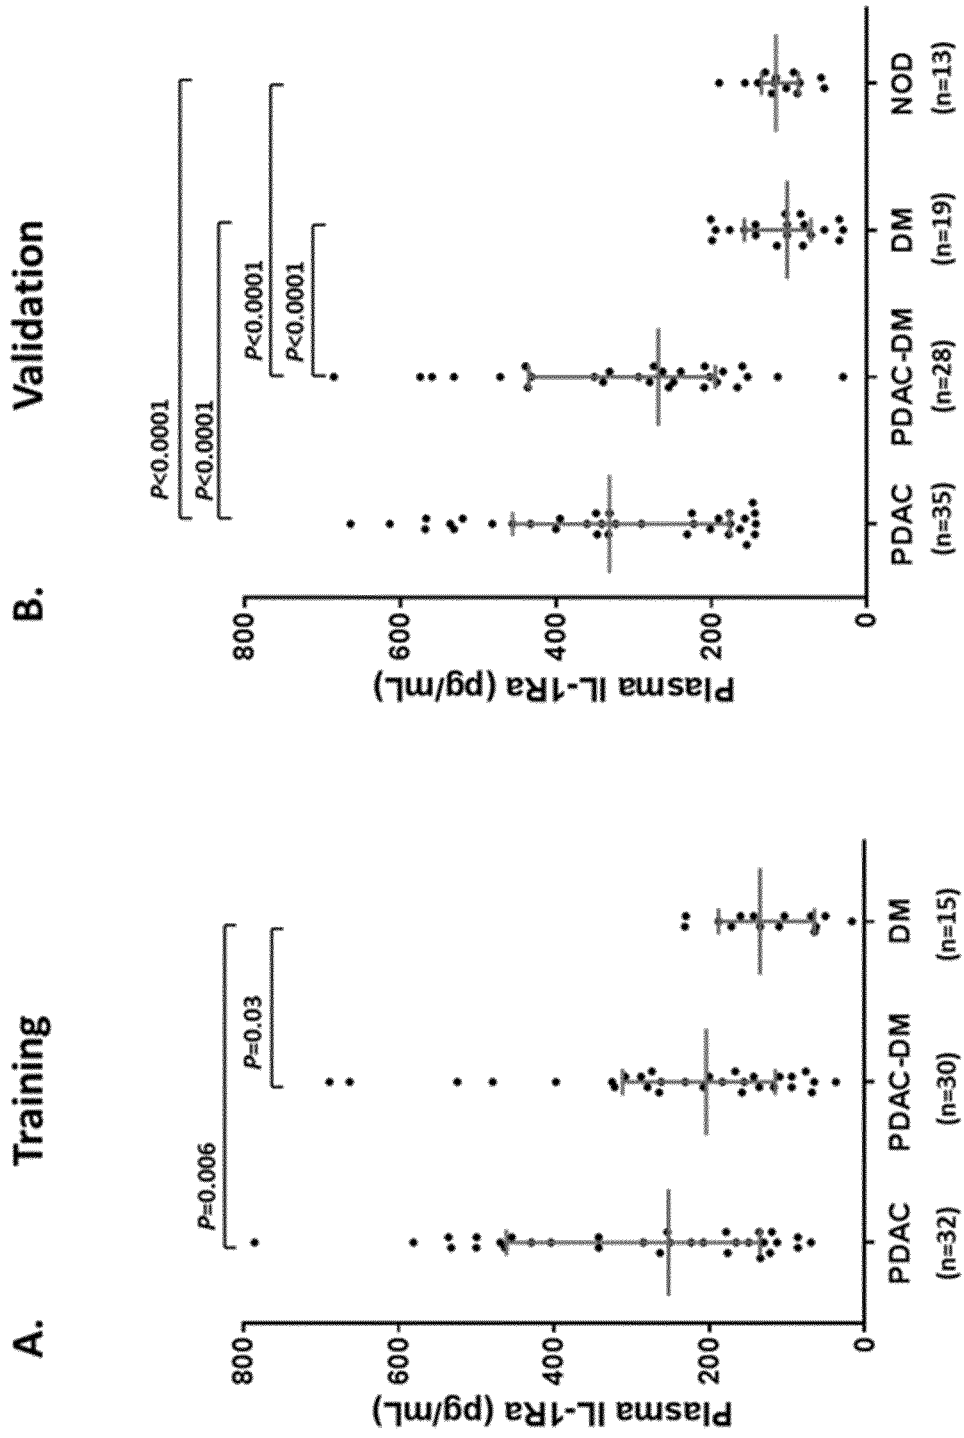 A. Training
P=0.006
P=0.03
800
600
400
200
0
Plasma IL-1Ra (pg/mL)
PDAC PDAC-DM DM
(n=32) (n=30) (n=15)
B. Validation
P<0.0001
P<0.0001
P<0.0001
P<0.0001
800
600
400
200
0
Plasma IL-1Ra (pg/mL)
PDAC PDAC-DM DM NOD
(n=35) (n=28) (n=19) (n=13)